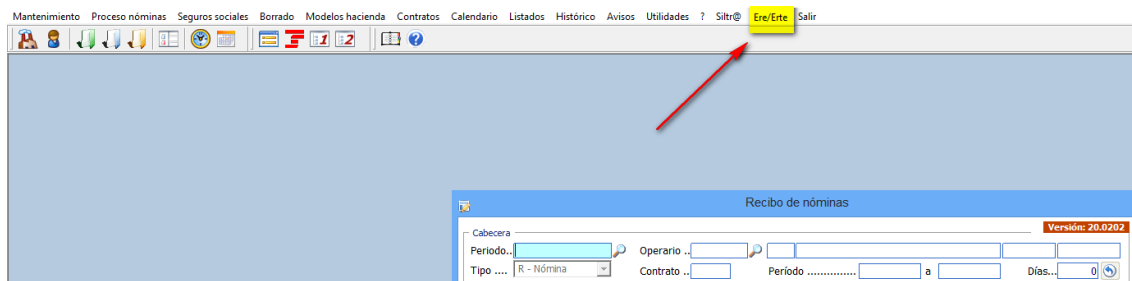 Mantenimiento Proceso nóminas Seguros sociales Borrado Modelos hacienda Contratos Calendario Listados Histórico Avisos Utilidades ? Siltr@ Ere/Erte Salir
1 2 ?
Recibo de nóminas
Cabecera Versión: 20.0202
Periodo.. Operario ..
Tipo .... R - Nómina Contrato .. Período .............. a Días... 0